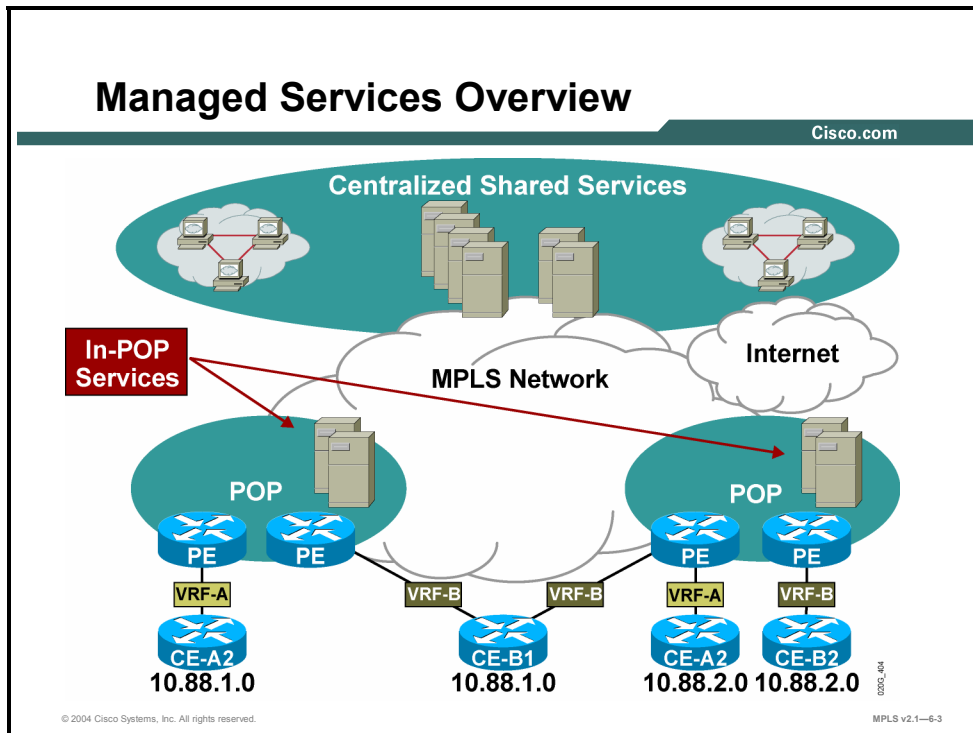 Managed Services Overview
Cisco.com
Centralized Shared Services
In-POP
Services
Internet
MPLS Network
POP
POP
PE
PE
PE
PE
VRF-A
VRF-B
VRF-B
VRF-A
VRF-B
CE-A2
CE-B1
CE-A2
CE-B2
10.88.1.0
10.88.1.0
10.88.2.0
10.88.2.0
020G_404
© 2004 Cisco Systems, Inc. All rights reserved.
MPLS v2.1—6-3